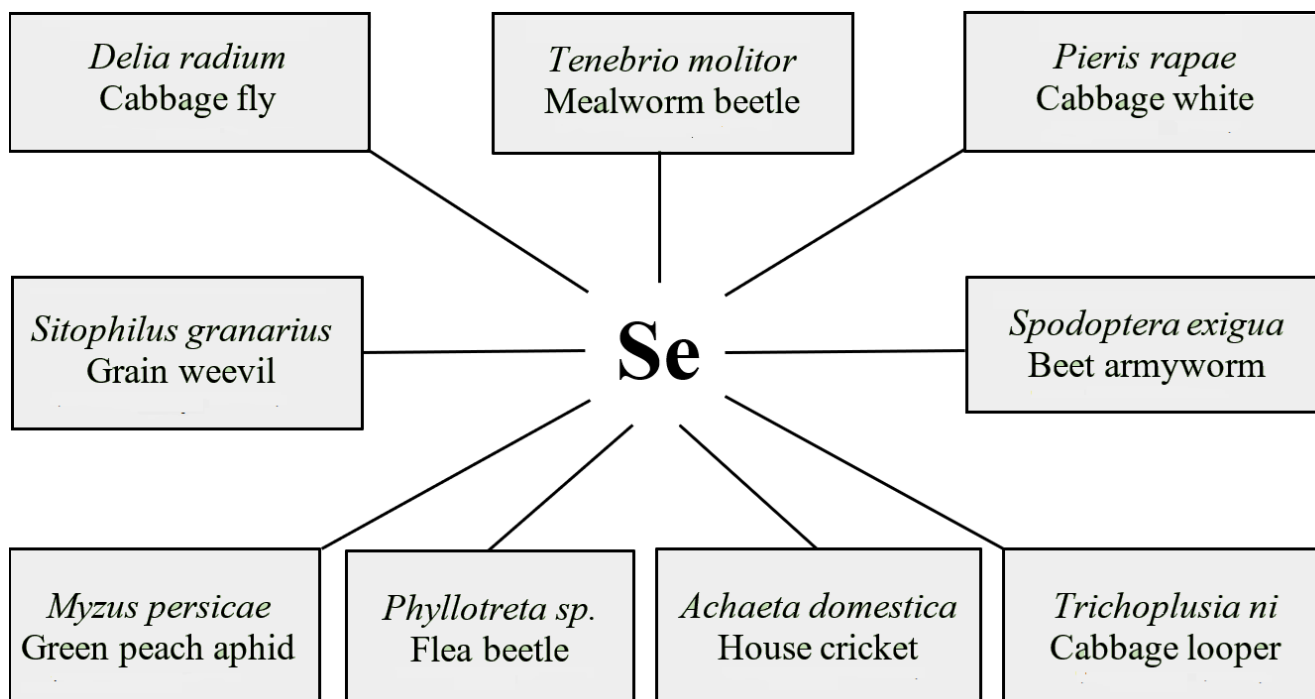 Delia radium
Cabbage fly
Tenebrio molitor
Mealworm beetle
Pieris rapae
Cabbage white
Sitophilus granarius
Grain weevil
Se
Spodoptera exigua
Beet armyworm
Myzus persicae
Green peach aphid
Phyllotreta sp.
Flea beetle
Achaeta domestica
House cricket
Trichoplusia ni
Cabbage looper